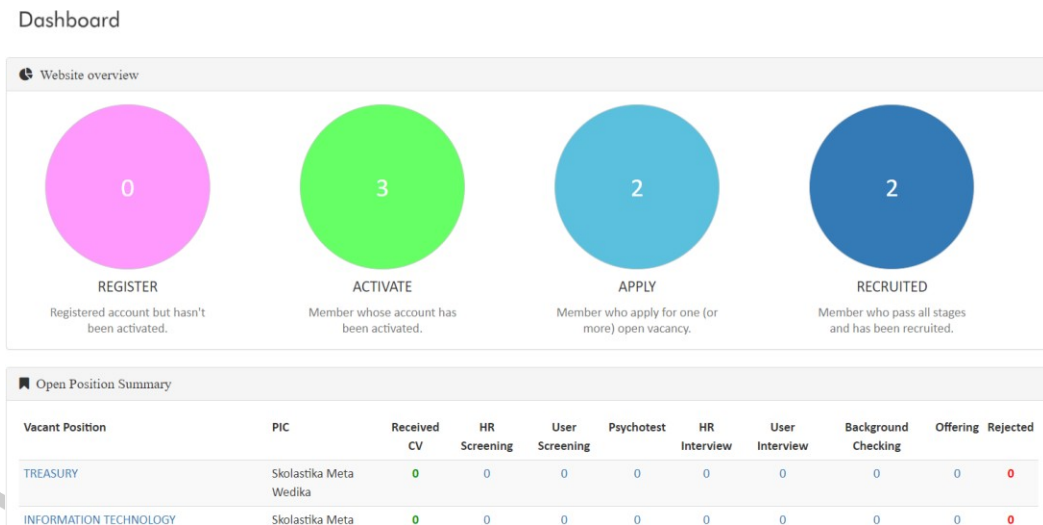 Dashboard
Website overview
0 3 2 2
REGISTER ACTIVATE APPLY RECRUITED
Registered account but hasn't Member whose account has Member who apply for one (or Member who pass all stages
been activated. been activated. more) open vacancy. and has been recruited.
Open Position Summary
Vacant Position PIC Received HR User Psychotest HR User Background Offering Rejected
CV Screening Screening Interview Interview Checking
TREASURY Skolastika Meta 0 0 0 0 0 0 0 0 0
Wedika
INFORMATION TECHNOLOGY Skolastika Meta 0 0 0 0 0 0 0 0 0